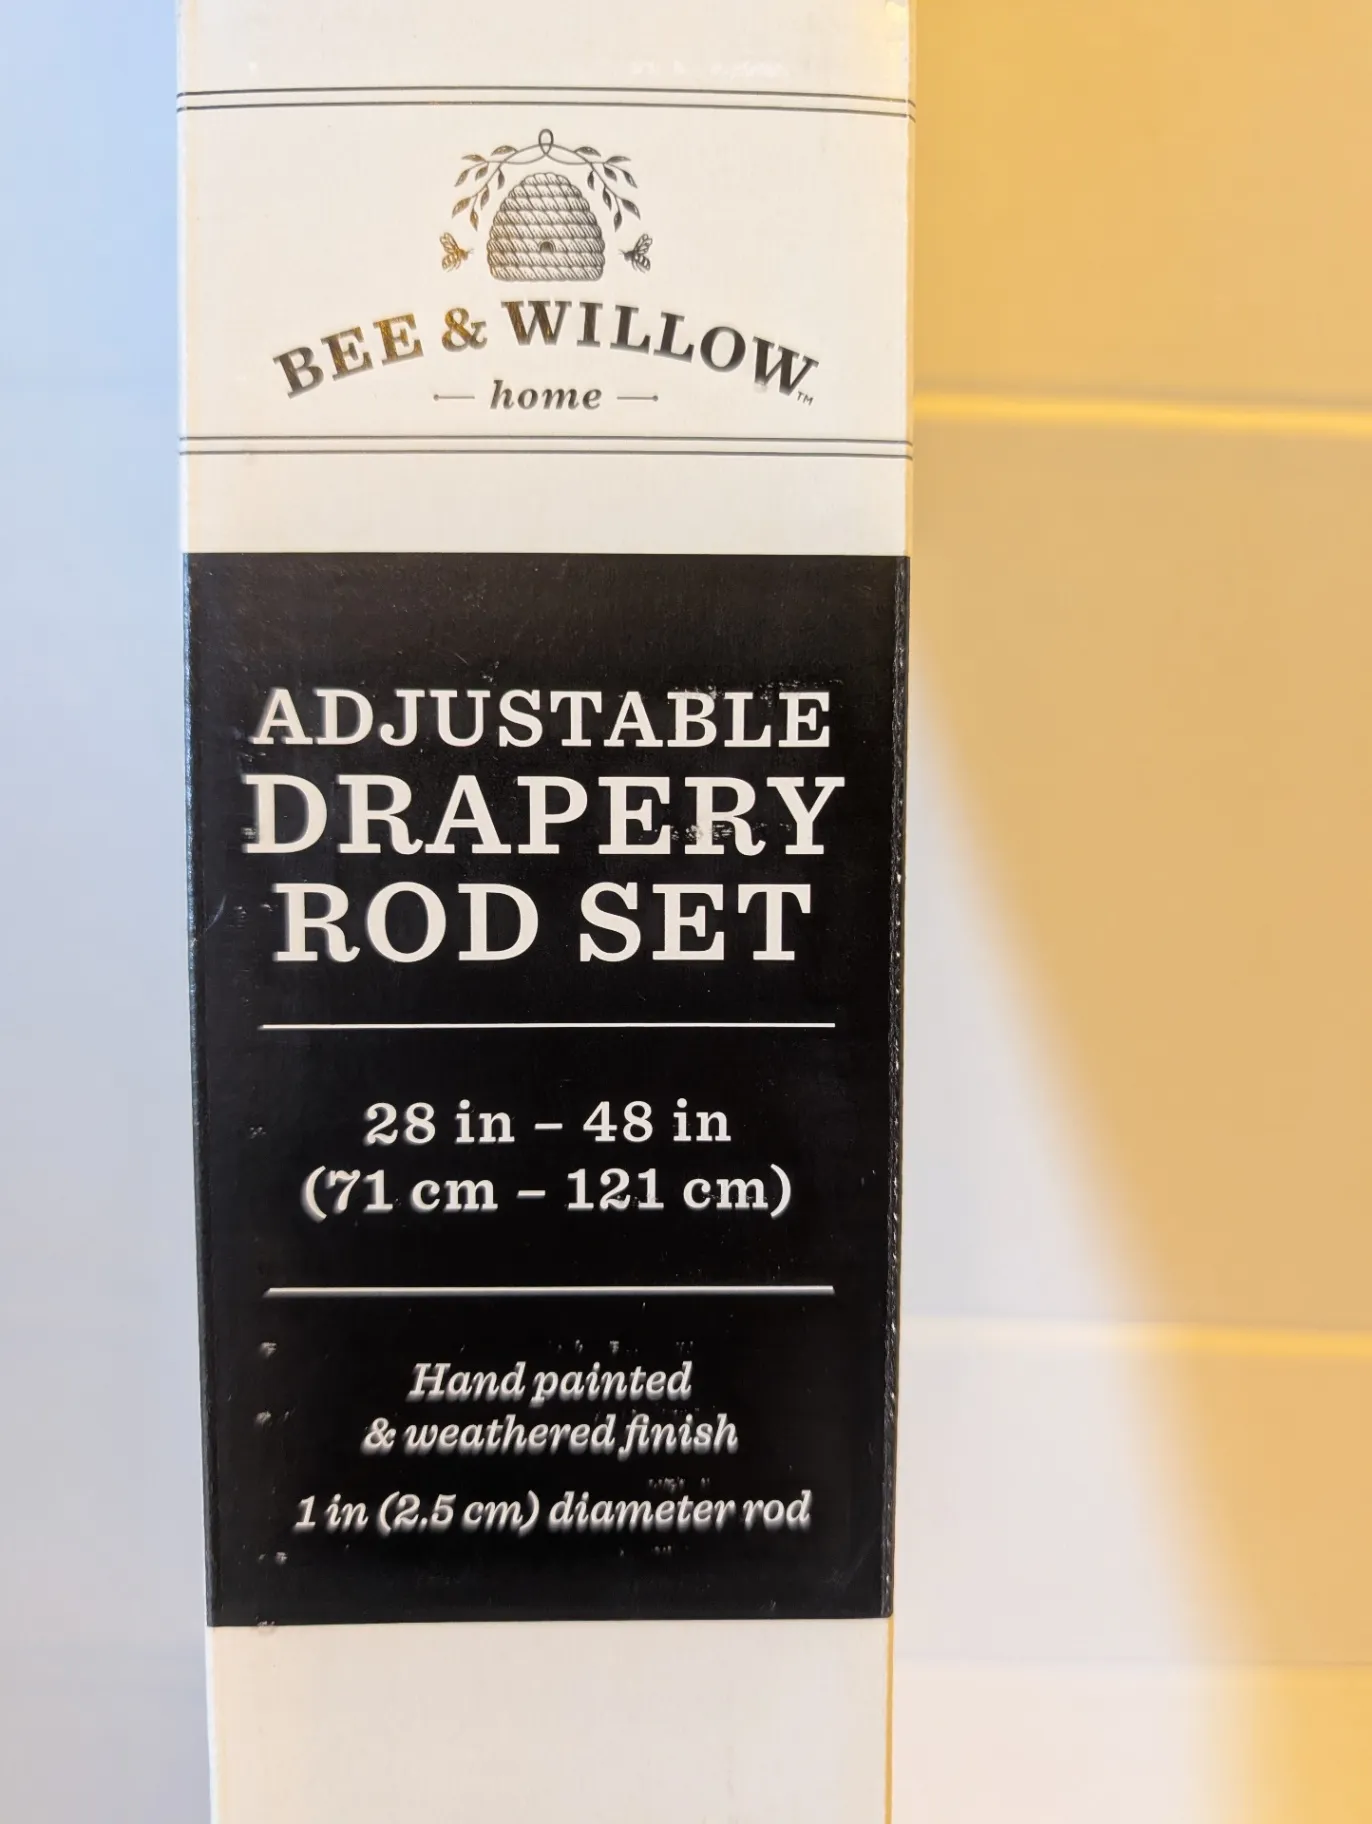 BEE & WILLOW™
home
ADJUSTABLE
DRAPERY
ROD SET
28 in – 48 in
(71 cm – 121 cm)
Hand painted
& weathered finish
1 in (2.5 cm) diameter rod